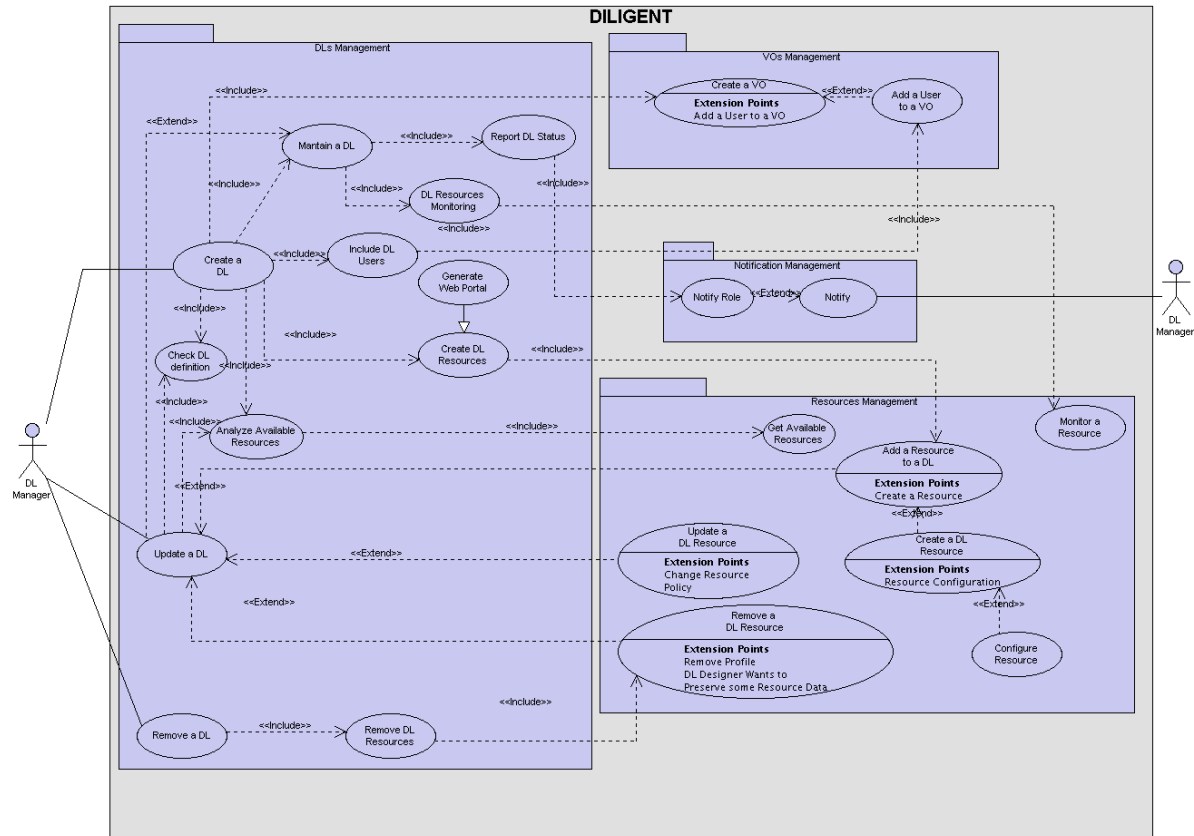 DILIGENT
DLs Management
VOs Management
Create a VO
Extension Points
Add a User to a VO
<<Extend>>
Add a User
to a VO
<<Include>>
<<Extend>>
Mantain a DL
<<Include>>
Report DL Status
<<Include>>
<<Include>>
<<Include>>
DL Resources
Monitoring
<<Include>>
<<Include>>
Create a
DL
<<Include>>
Include DL
Users
Notification Management
Notify Role
<<Extend>>
Notify
DL
Manager
Generate
Web Portal
<<Include>>
<<Include>>
Create DL
Resources
<<Include>>
Check DL
definition
<<Include>>
<<Include>>
<<Include>>
Analyze Available
Resources
<<Include>>
Resources Management
Get Available
Reosurces
Monitor a
Resource
Add a Resource
to a DL
Extension Points
Create a Resource
<<Extend>>
<<Extend>>
DL
Manager
Update a DL
<<Extend>>
Update a
DL Resource
Extension Points
Change Resource
Policy
Create a DL
Resource
Extension Points
Resource Configuration
<<Extend>>
<<Extend>>
Remove a
DL Resource
Extension Points
Remove Profile
DL Designer Wants to
Preserve some Resource Data
Configure
Resource
<<Include>>
Remove a DL
<<Include>>
Remove DL
Resources